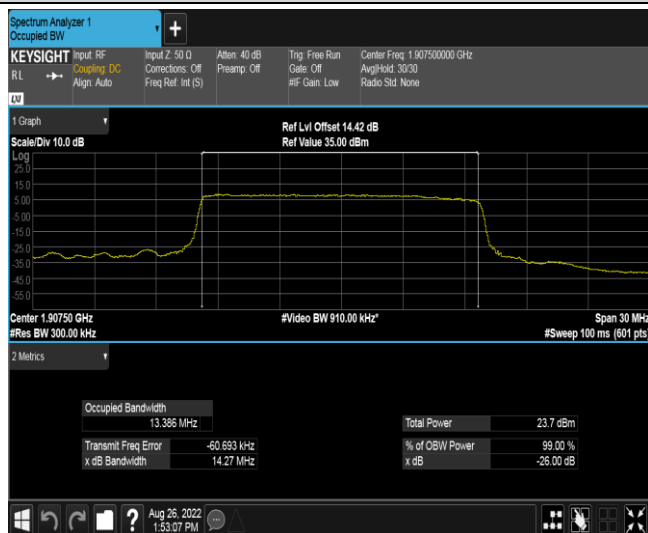 Spectrum Analyzer 1
Occupied BW
+
KEYSIGHT
RL
LXI
Input: RF
Coupling: DC
Align: Auto
Input Z: 50 Ω
Corrections: Off
Freq Ref: Int (S)
Atten: 40 dB
Preamp: Off
Trig: Free Run
Gate: Off
#IF Gain: Low
Center Freq: 1.907500000 GHz
Avg|Hold: 30/30
Radio Std: None
1 Graph
Scale/Div 10.0 dB
Ref Lvl Offset 14.42 dB
Ref Value 35.00 dBm
Log
25.0
15.0
5.00
-5.00
-15.0
-25.0
-35.0
-45.0
-55.0
Center 1.90750 GHz
#Res BW 300.00 kHz
#Video BW 910.00 kHz*
Span 30 MHz
#Sweep 100 ms (601 pts)
2 Metrics
Occupied Bandwidth
13.386 MHz
Transmit Freq Error -60.693 kHz
x dB Bandwidth 14.27 MHz
Total Power 23.7 dBm
% of OBW Power 99.00 %
x dB -26.00 dB
?
Aug 26, 2022
1:53:07 PM